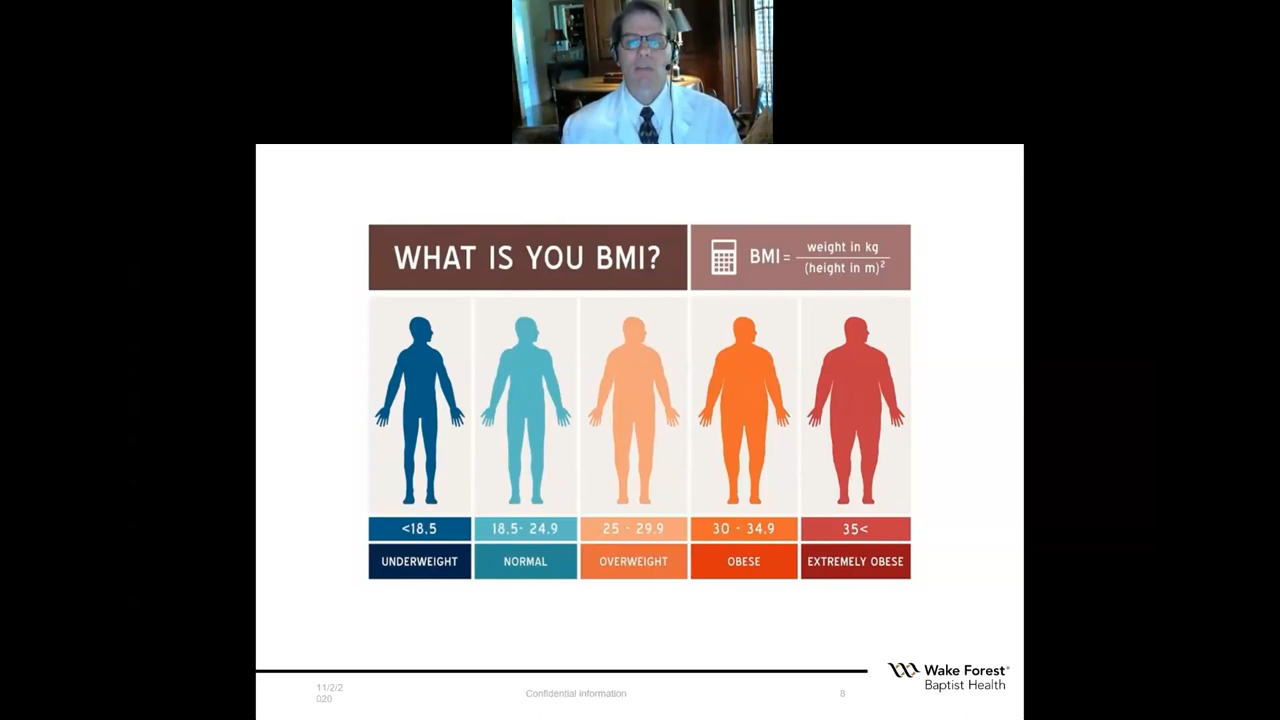 WHAT IS YOU BMI?
BMI = weight in kg
(height in m)²
<18.5
18.5- 24.9
25 - 29.9
30 - 34.9
35<
UNDERWEIGHT
NORMAL
OVERWEIGHT
OBESE
EXTREMELY OBESE
Wake Forest®
Baptist Health
11/2/2
020
Confidential Information
8